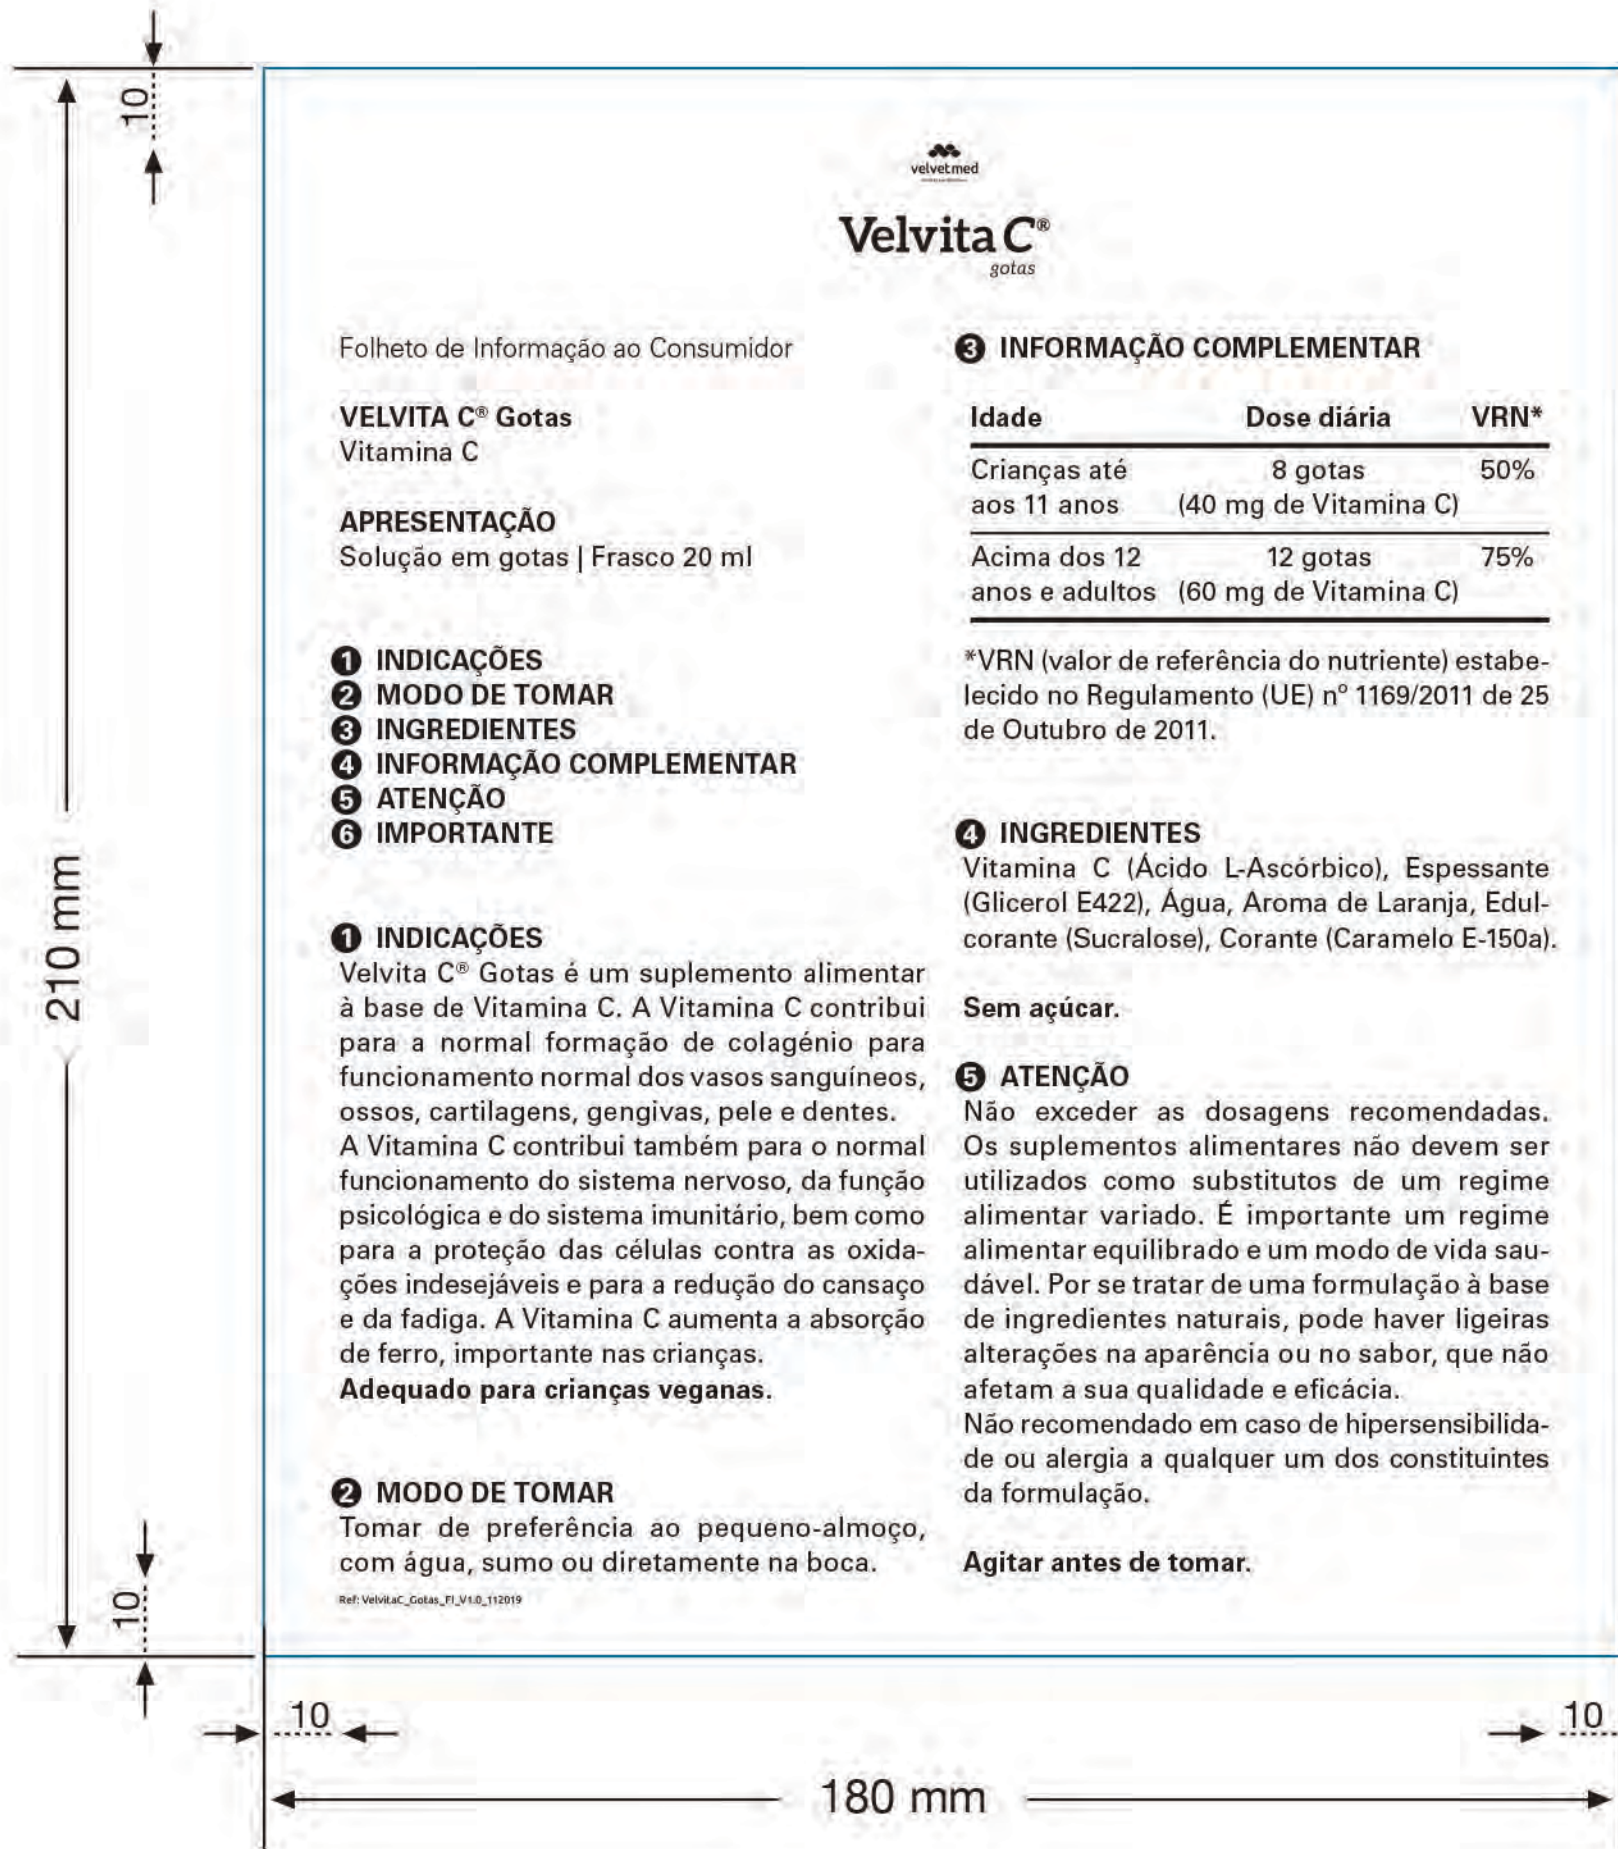 velvetmed
Velvita C®
gotas
Folheto de Informação ao Consumidor
VELVITA C® Gotas
Vitamina C
APRESENTAÇÃO
Solução em gotas | Frasco 20 ml
1 INDICAÇÕES
2 MODO DE TOMAR
3 INGREDIENTES
4 INFORMAÇÃO COMPLEMENTAR
5 ATENÇÃO
6 IMPORTANTE
1 INDICAÇÕES
Velvita C® Gotas é um suplemento alimentar
à base de Vitamina C. A Vitamina C contribui
para a normal formação de colagénio para
funcionamento normal dos vasos sanguíneos,
ossos, cartilagens, gengivas, pele e dentes.
A Vitamina C contribui também para o normal
funcionamento do sistema nervoso, da função
psicológica e do sistema imunitário, bem como
para a proteção das células contra as oxida-
ções indesejáveis e para a redução do cansaço
e da fadiga. A Vitamina C aumenta a absorção
de ferro, importante nas crianças.
Adequado para crianças veganas.
2 MODO DE TOMAR
Tomar de preferência ao pequeno-almoço,
com água, sumo ou diretamente na boca.
Ref: VelvitaC_Gotas_FI_V1.0_112019
3 INFORMAÇÃO COMPLEMENTAR
Idade Dose diária VRN*
Crianças até 8 gotas 50%
aos 11 anos (40 mg de Vitamina C)
Acima dos 12 12 gotas 75%
anos e adultos (60 mg de Vitamina C)
*VRN (valor de referência do nutriente) estabe-
lecido no Regulamento (UE) nº 1169/2011 de 25
de Outubro de 2011.
4 INGREDIENTES
Vitamina C (Ácido L-Ascórbico), Espessante
(Glicerol E422), Água, Aroma de Laranja, Edul-
corante (Sucralose), Corante (Caramelo E-150a).
Sem açúcar.
5 ATENÇÃO
Não exceder as dosagens recomendadas.
Os suplementos alimentares não devem ser
utilizados como substitutos de um regime
alimentar variado. É importante um regime
alimentar equilibrado e um modo de vida sau-
dável. Por se tratar de uma formulação à base
de ingredientes naturais, pode haver ligeiras
alterações na aparência ou no sabor, que não
afetam a sua qualidade e eficácia.
Não recomendado em caso de hipersensibilida-
de ou alergia a qualquer um dos constituintes
da formulação.
Agitar antes de tomar.
10
210 mm
10
10
10
180 mm